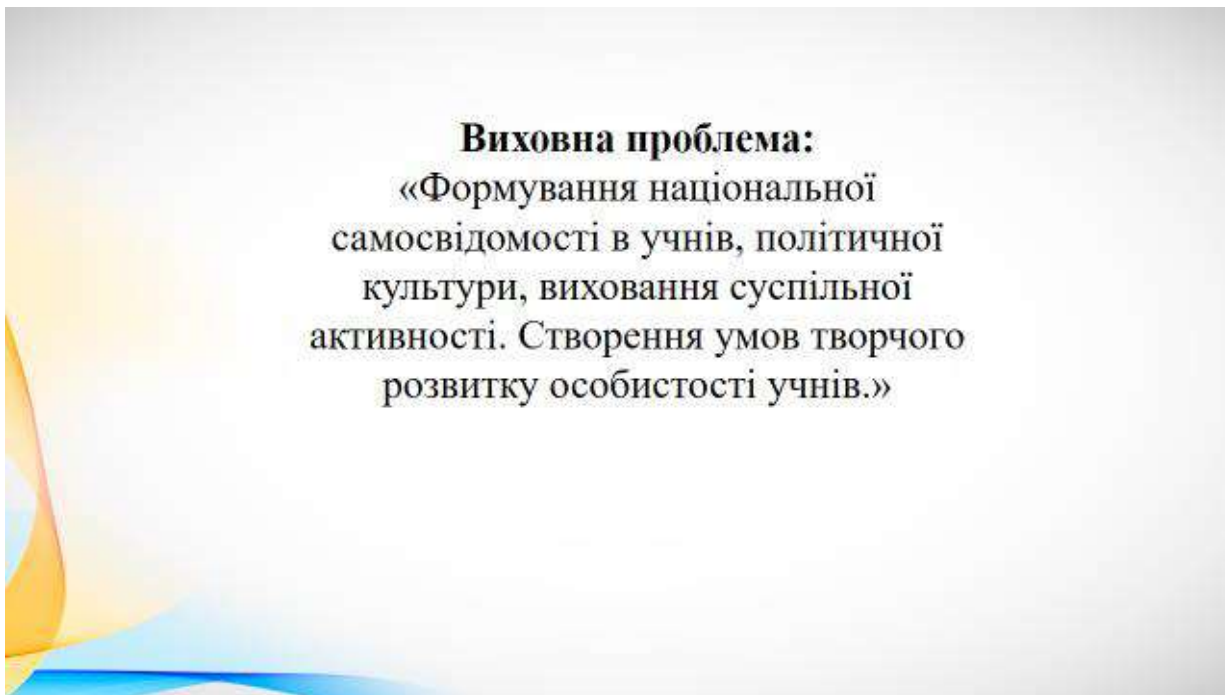 Виховна проблема:
«Формування національної
самосвідомості в учнів, політичної
культури, виховання суспільної
активності. Створення умов творчого
розвитку особистості учнів.»